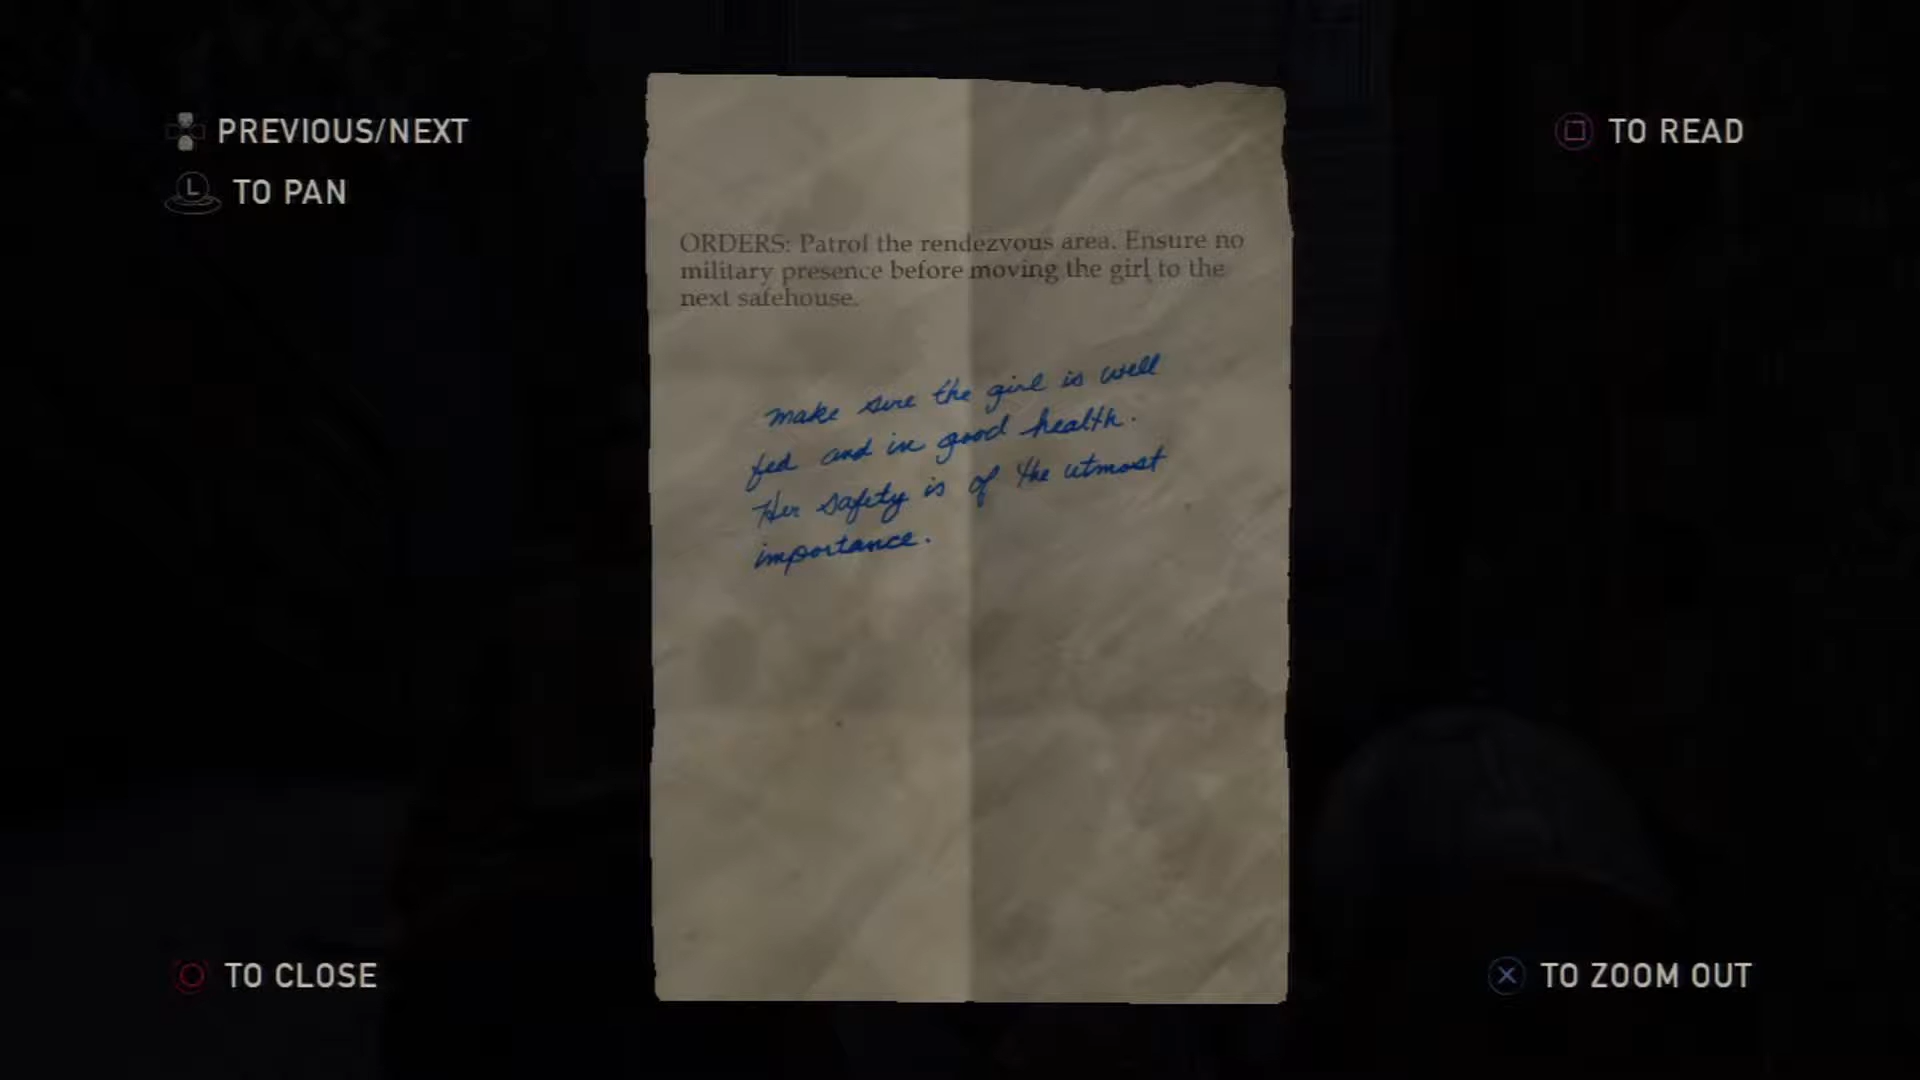 PREVIOUS/NEXT
L TO PAN
TO READ
ORDERS: Patrol the rendezvous area. Ensure no
military presence before moving the girl to the
next safehouse.
make sure the girl is well
fed and in good health.
Her safety is of the utmost
importance.
TO CLOSE
TO ZOOM OUT